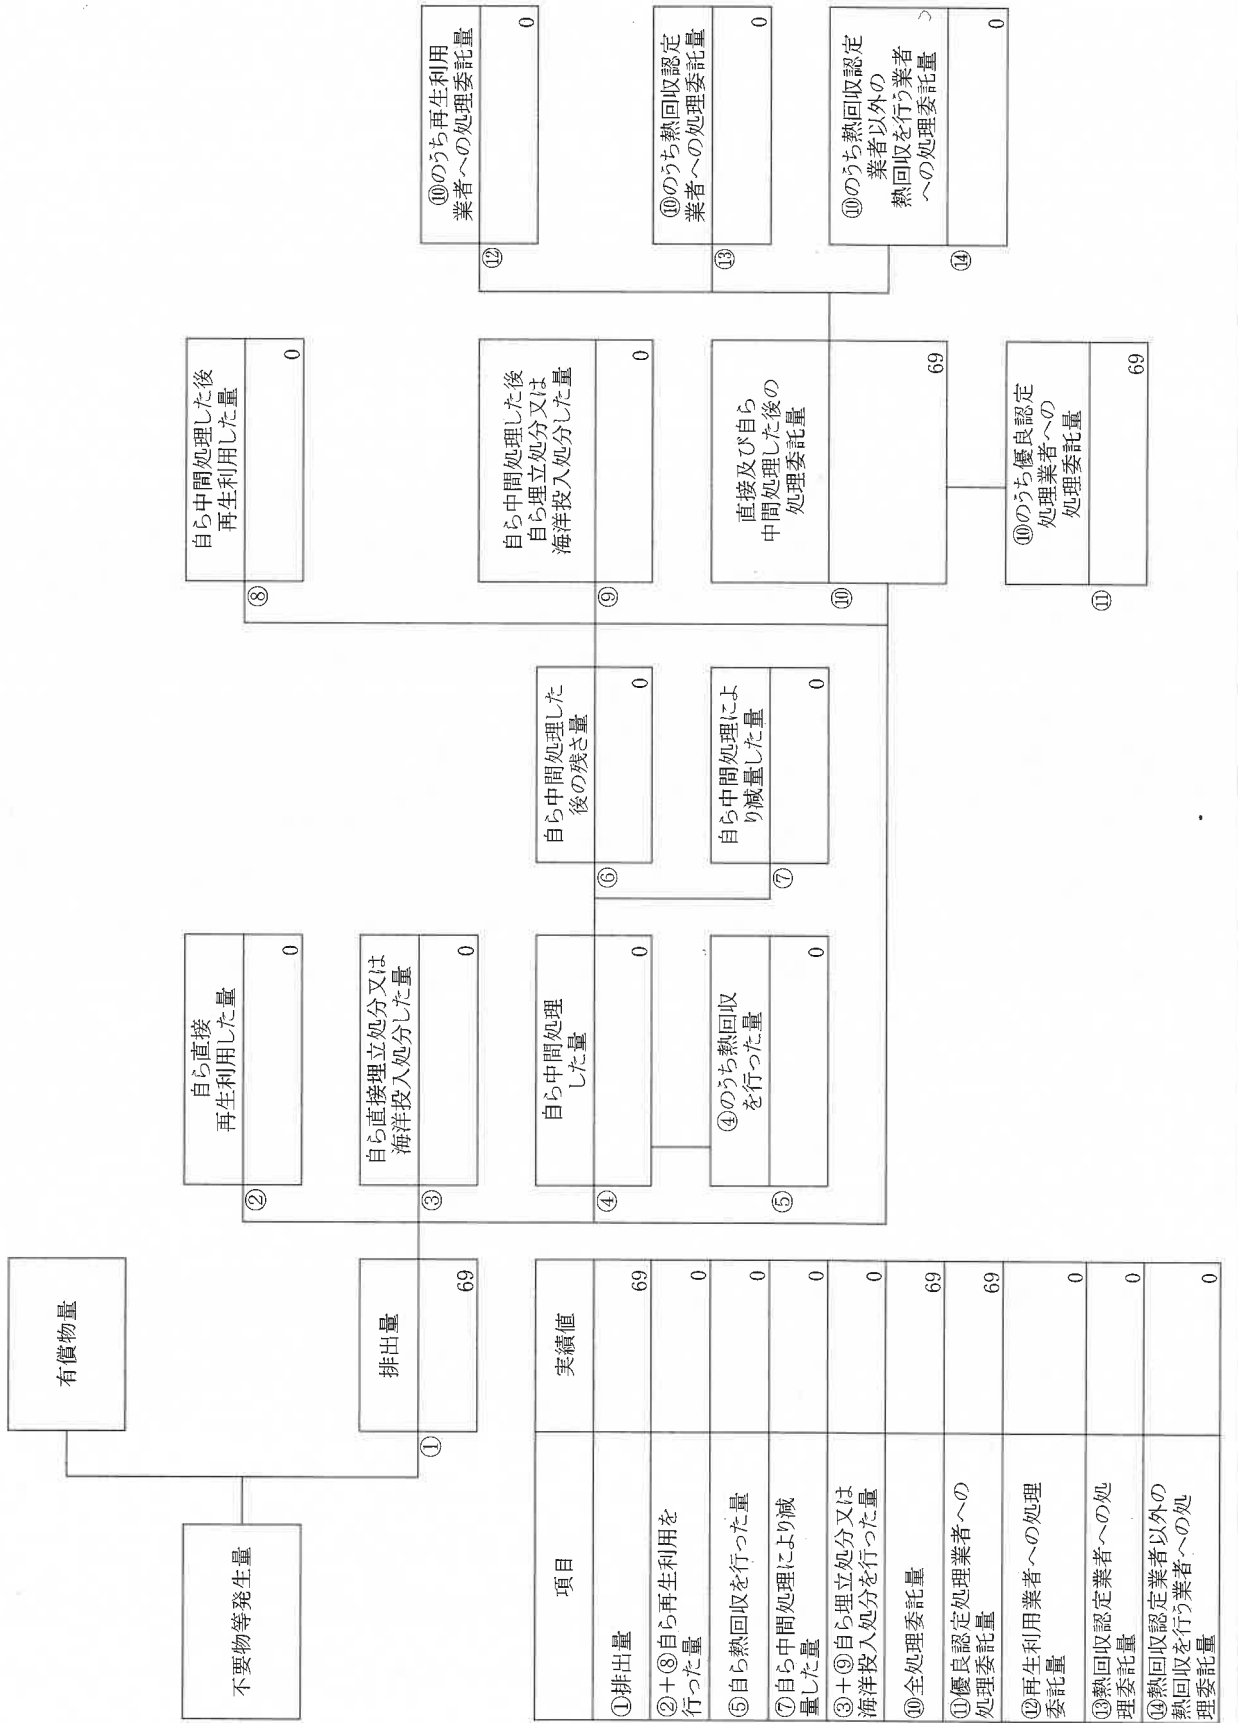 不要物等発生量
有償物量
①
排出量
69
②
自ら直接
再生利用した量
0
③
自ら直接埋立処分又は
海洋投入処分した量
0
④
自ら中間処理
した量
0
⑤
④のうち熱回収
を行った量
0
⑥
自ら中間処理した
後の残さ量
0
⑦
自ら中間処理によ
り減量した量
0
⑧
自ら中間処理した後
再生利用した量
0
⑨
自ら中間処理した後
自ら埋立処分又は
海洋投入処分した量
0
⑩
直接及び自ら
中間処理した後の
処理委託量
69
⑪
⑩のうち優良認定
処理業者への
処理委託量
69
⑫
⑩のうち再生利用
業者への処理委託量
0
⑬
⑩のうち熱回収認定
業者への処理委託量
0
⑭
⑩のうち熱回収認定
業者以外の
熱回収を行う業者
への処理委託量
0
項目 実績値
①排出量 69
②+⑧自ら再生利用を
行った量 0
⑤自ら熱回収を行った量 0
⑦自ら中間処理により減
量した量 0
③+⑨自ら埋立処分又は
海洋投入処分を行った量 0
⑩全処理委託量 69
⑪優良認定処理業者への
処理委託量 69
⑫再生利用業者への処理
委託量 0
⑬熱回収認定業者への処
理委託量 0
⑭熱回収認定業者以外の
熱回収を行う業者への処
理委託量 0